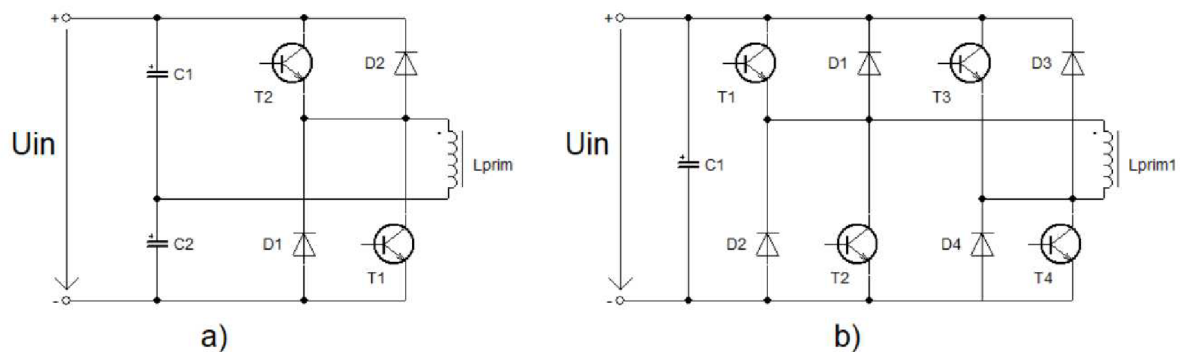 +
C1
T2
D2
Uin
Lprim
C2
D1
T1
-
a)
+
T1
D1
T3
D3
Uin
C1
Lprim1
D2
T2
D4
T4
-
b)